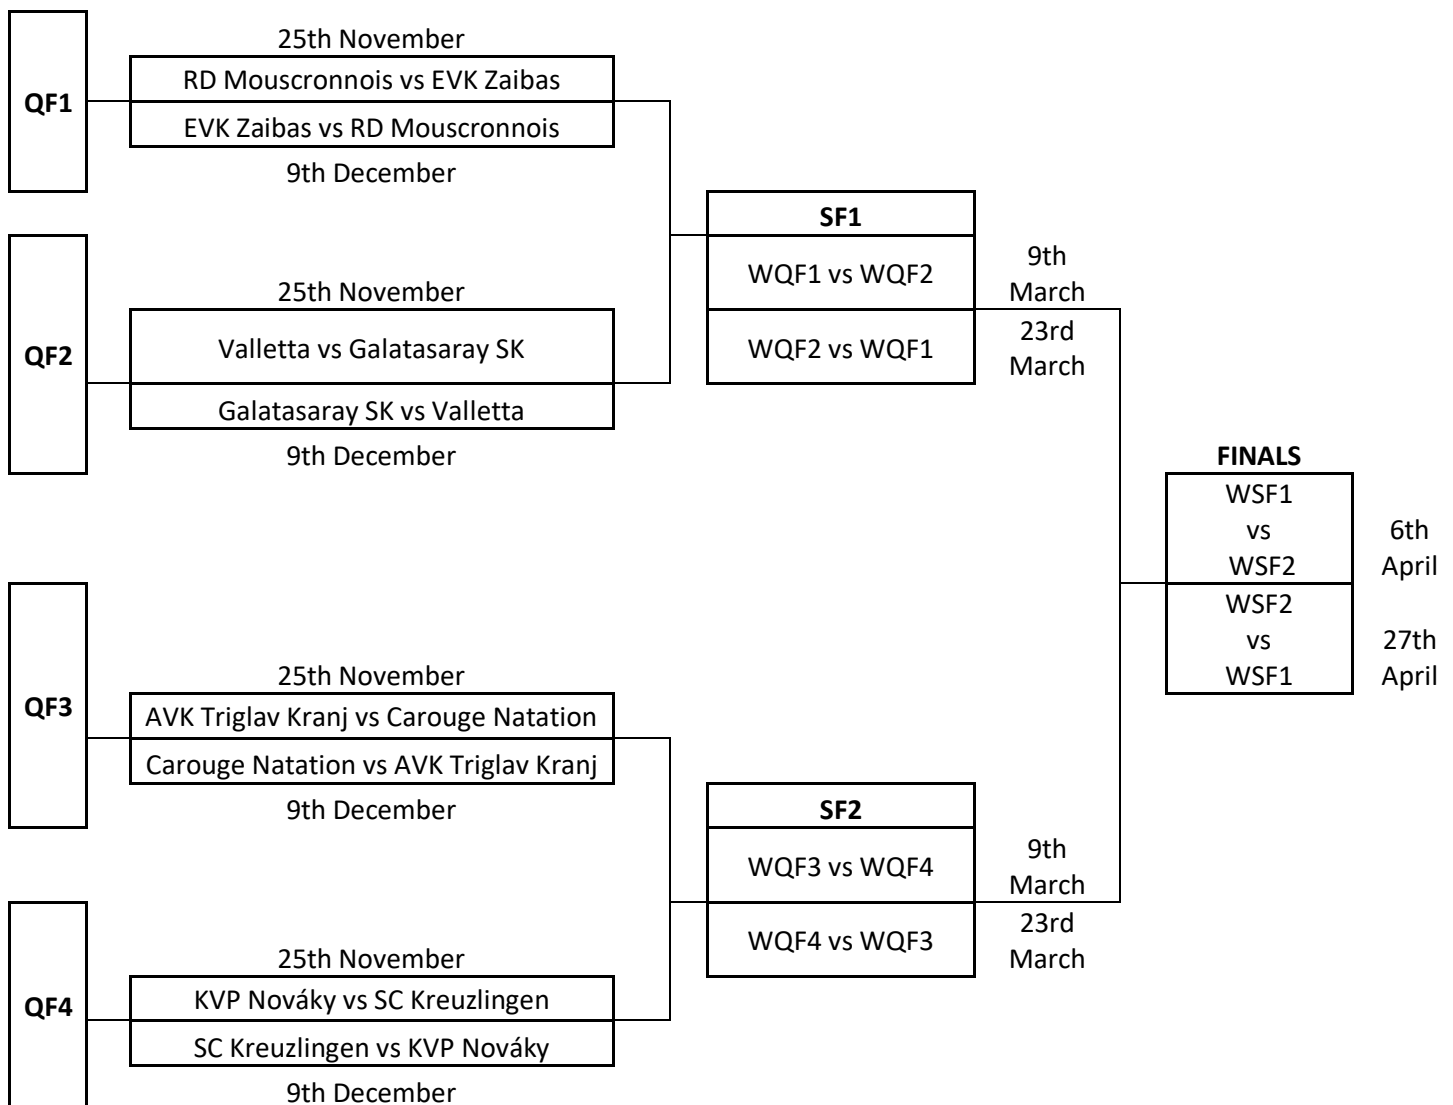 QF1
25th November
RD Mouscronnois vs EVK Zaibas
EVK Zaibas vs RD Mouscronnois
9th December
QF2
25th November
Valletta vs Galatasaray SK
Galatasaray SK vs Valletta
9th December
SF1
WQF1 vs WQF2
9th
March
WQF2 vs WQF1
23rd
March
QF3
25th November
AVK Triglav Kranj vs Carouge Natation
Carouge Natation vs AVK Triglav Kranj
9th December
QF4
25th November
KVP Nováky vs SC Kreuzlingen
SC Kreuzlingen vs KVP Nováky
9th December
SF2
WQF3 vs WQF4
9th
March
WQF4 vs WQF3
23rd
March
FINALS
WSF1
vs
WSF2
6th
April
WSF2
vs
WSF1
27th
April